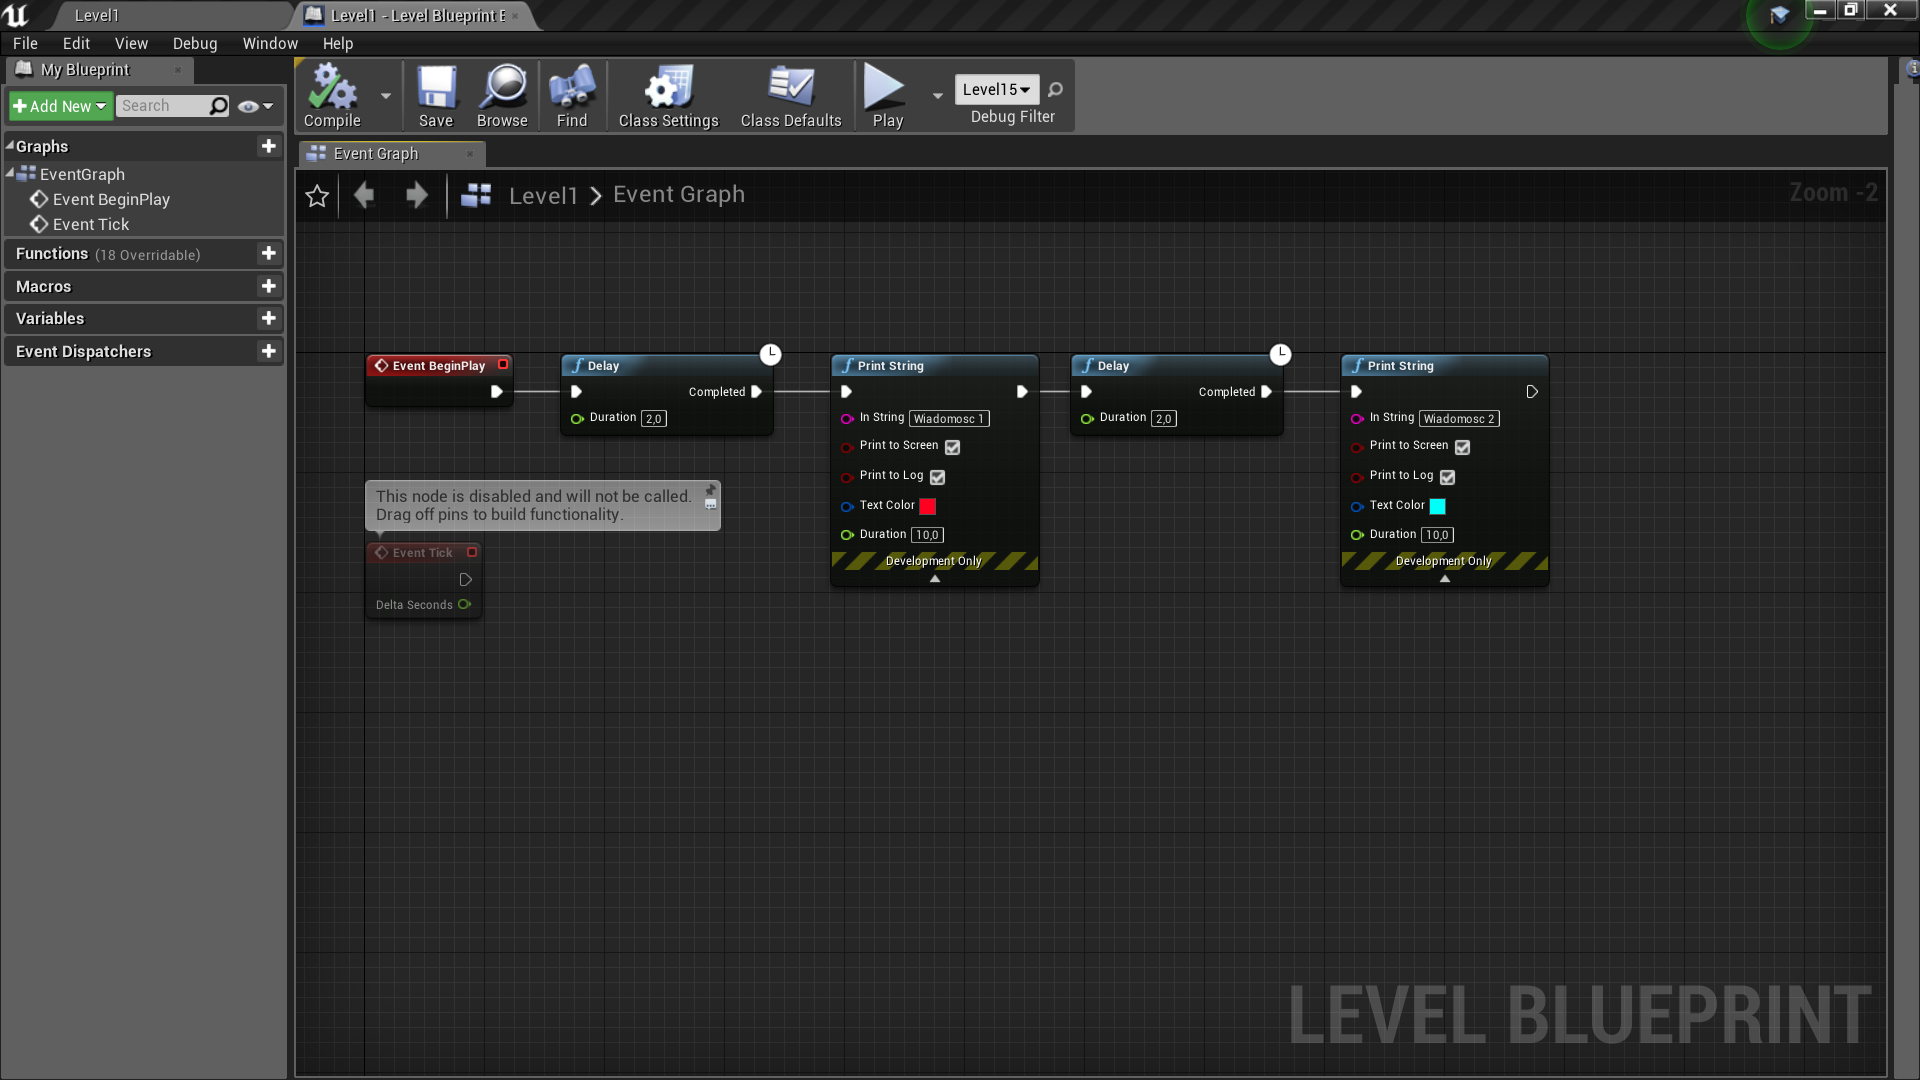 Level1
Level1 - Level Blueprint E
File Edit View Debug Window Help
My Blueprint
Add New
Search
Compile
Save
Browse
Find
Class Settings
Class Defaults
Play
Level15
Debug Filter
Graphs
EventGraph
Event BeginPlay
Event Tick
Functions (18 Overridable)
Macros
Variables
Event Dispatchers
Event Graph
Level1 > Event Graph
Zoom -2
Event BeginPlay
Delay
Completed
Duration 2,0
Print String
In String Wiadomosc 1
Print to Screen
Print to Log
Text Color
Duration 10,0
Development Only
Delay
Completed
Duration 2,0
Print String
In String Wiadomosc 2
Print to Screen
Print to Log
Text Color
Duration 10,0
Development Only
This node is disabled and will not be called.
Drag off pins to build functionality.
Event Tick
Delta Seconds
LEVEL BLUEPRINT